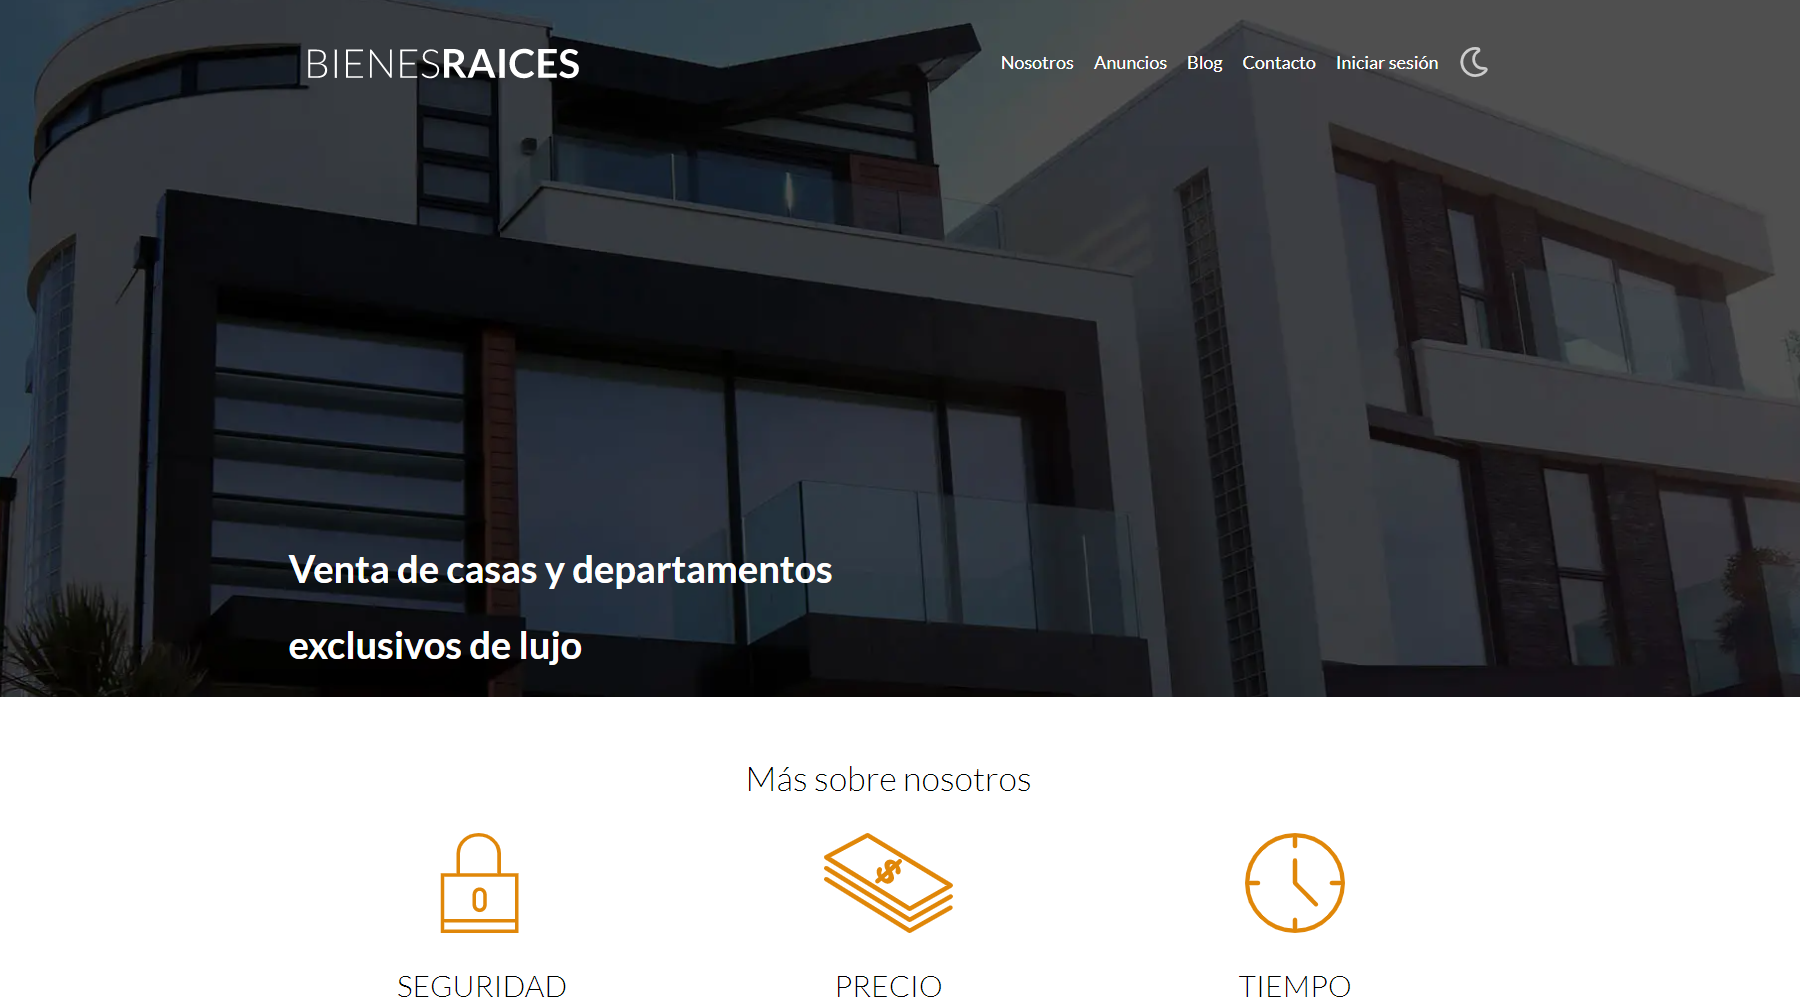 BIENESRAICES
Nosotros Anuncios Blog Contacto Iniciar sesión
Venta de casas y departamentos
exclusivos de lujo
Más sobre nosotros
0
$
SEGURIDAD PRECIO TIEMPO